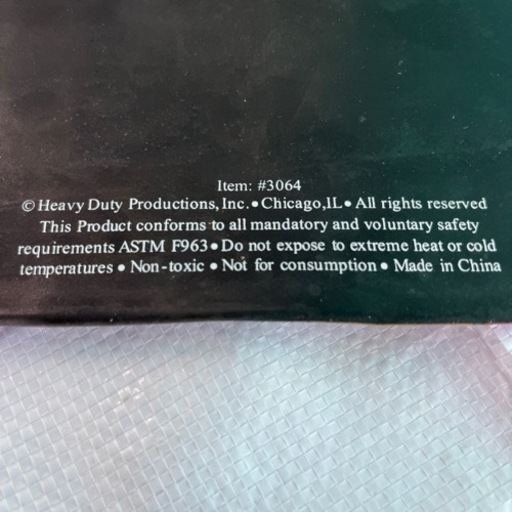 Item: #3064
© Heavy Duty Productions, Inc. • Chicago, IL • All rights reserved
This Product conforms to all mandatory and voluntary safety
requirements ASTM F963 • Do not expose to extreme heat or cold
temperatures • Non-toxic • Not for consumption • Made in China